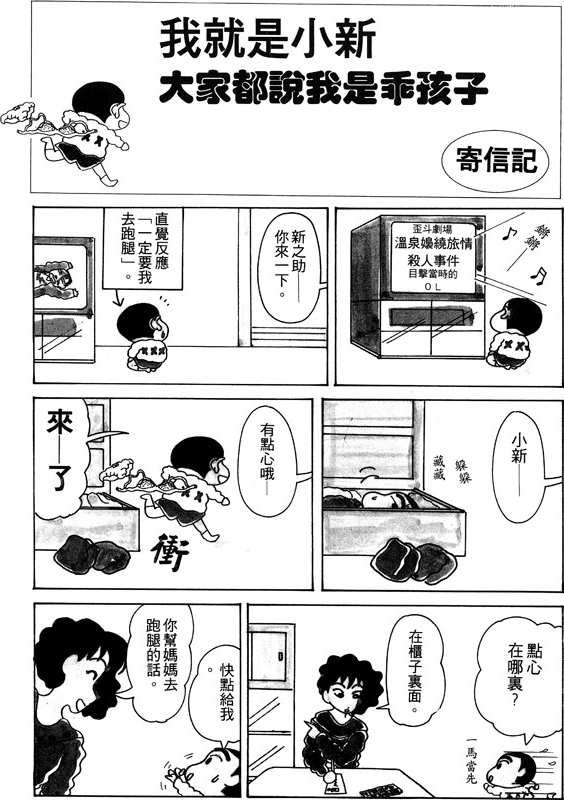 我就是小新
大家都說我是乖孩子
寄信記
鏘
鏘
歪斗劇場
溫泉嬝繞旅情
殺人事件
目擊當時的
OL
新之助——
你來一下。
直覺反應
「一定要我
去跑腿」。
小新——
躲躲
藏藏
有點心哦——
衝
來—了
點心
在哪裏？
一馬當先
在櫃子裏面。
快點給我
。
你幫媽媽去
跑腿的話。